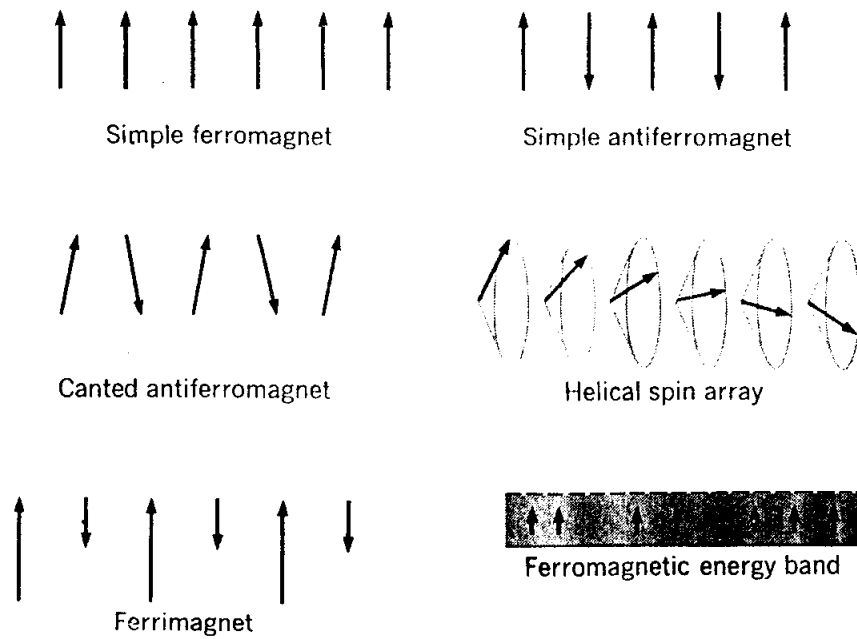 Simple ferromagnet
Simple antiferromagnet
Canted antiferromagnet
Helical spin array
Ferrimagnet
Ferromagnetic energy band